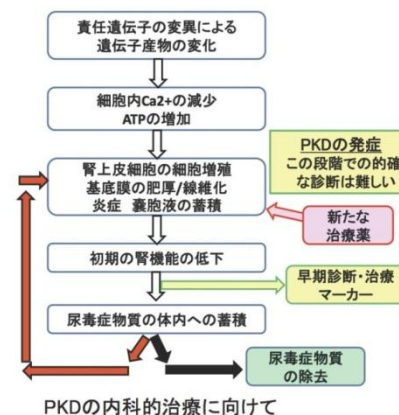 責任遺伝子の変異による
遺伝子産物の変化
細胞内Ca2+の減少
ATPの増加
PKDの発症
この段階での的確
な診断は難しい
腎上皮細胞の細胞増殖
基底膜の肥厚/線維化
炎症 嚢胞液の蓄積
新たな
治療薬
初期の腎機能の低下
早期診断・治療
マーカー
尿毒症物質の体内への蓄積
尿毒症物質
の除去
PKDの内科的治療に向けて